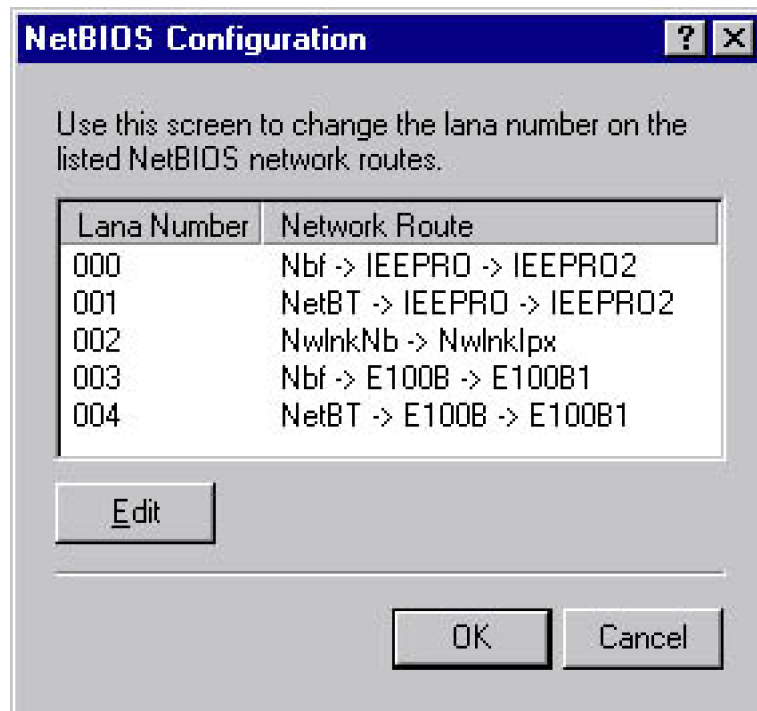 NetBIOS Configuration
? ×
Use this screen to change the lana number on the
listed NetBIOS network routes.
Lana Number Network Route
000 Nbf -> IEEPRO -> IEEPRO2
001 NetBT -> IEEPRO -> IEEPRO2
002 NwlnkNb -> NwlnkIpx
003 Nbf -> E100B -> E100B1
004 NetBT -> E100B -> E100B1
Edit
OK Cancel